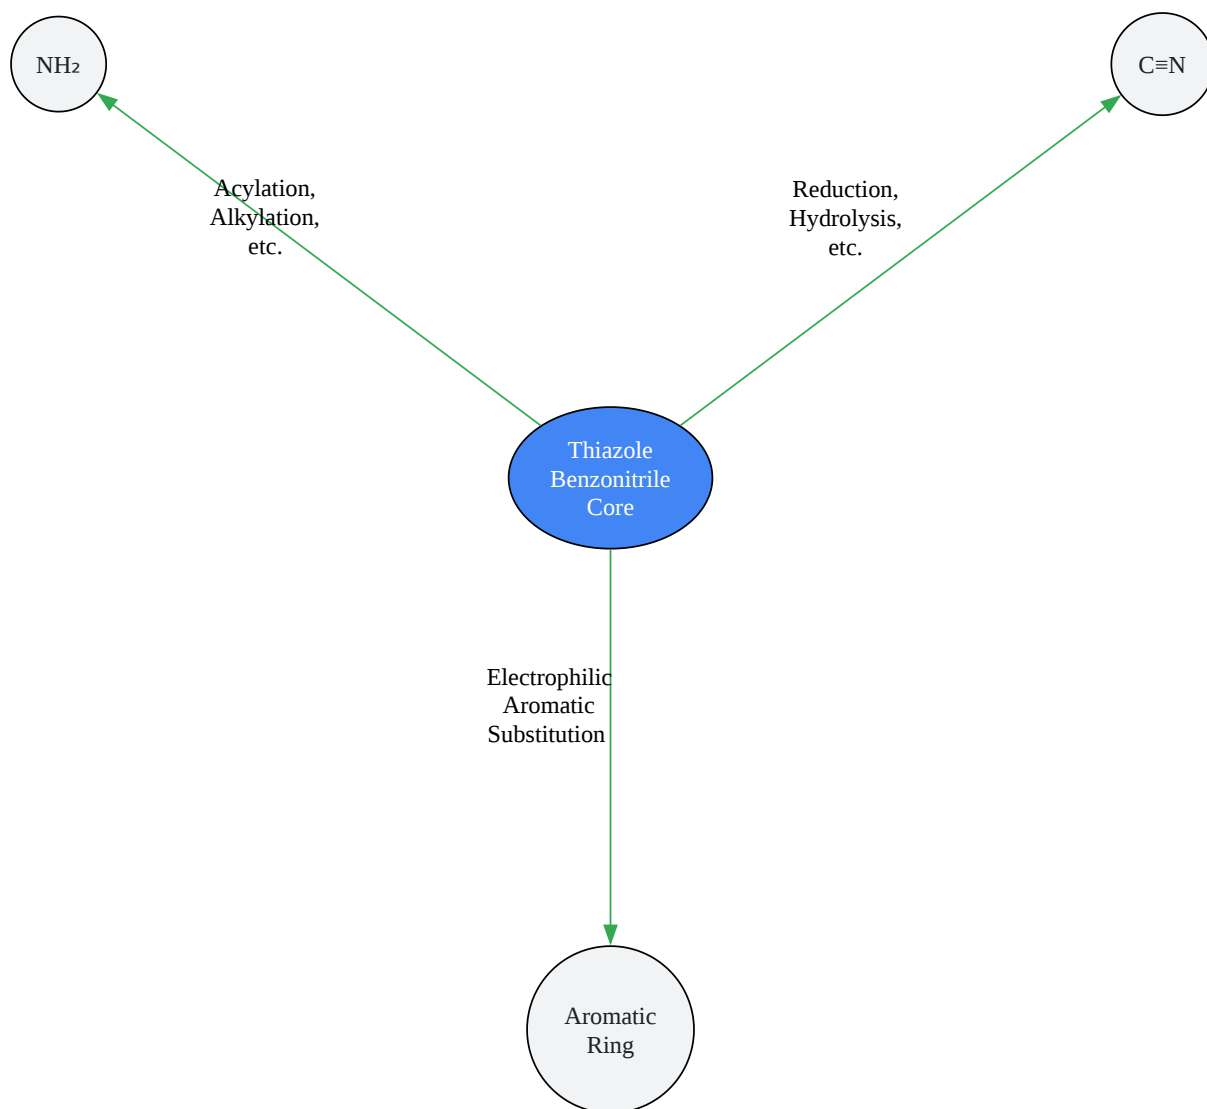 NH₂
C≡N
Acylation,
Alkylation,
etc.
Reduction,
Hydrolysis,
etc.
Thiazole
Benzonitrile
Core
Electrophilic
Aromatic
Substitution
Aromatic
Ring